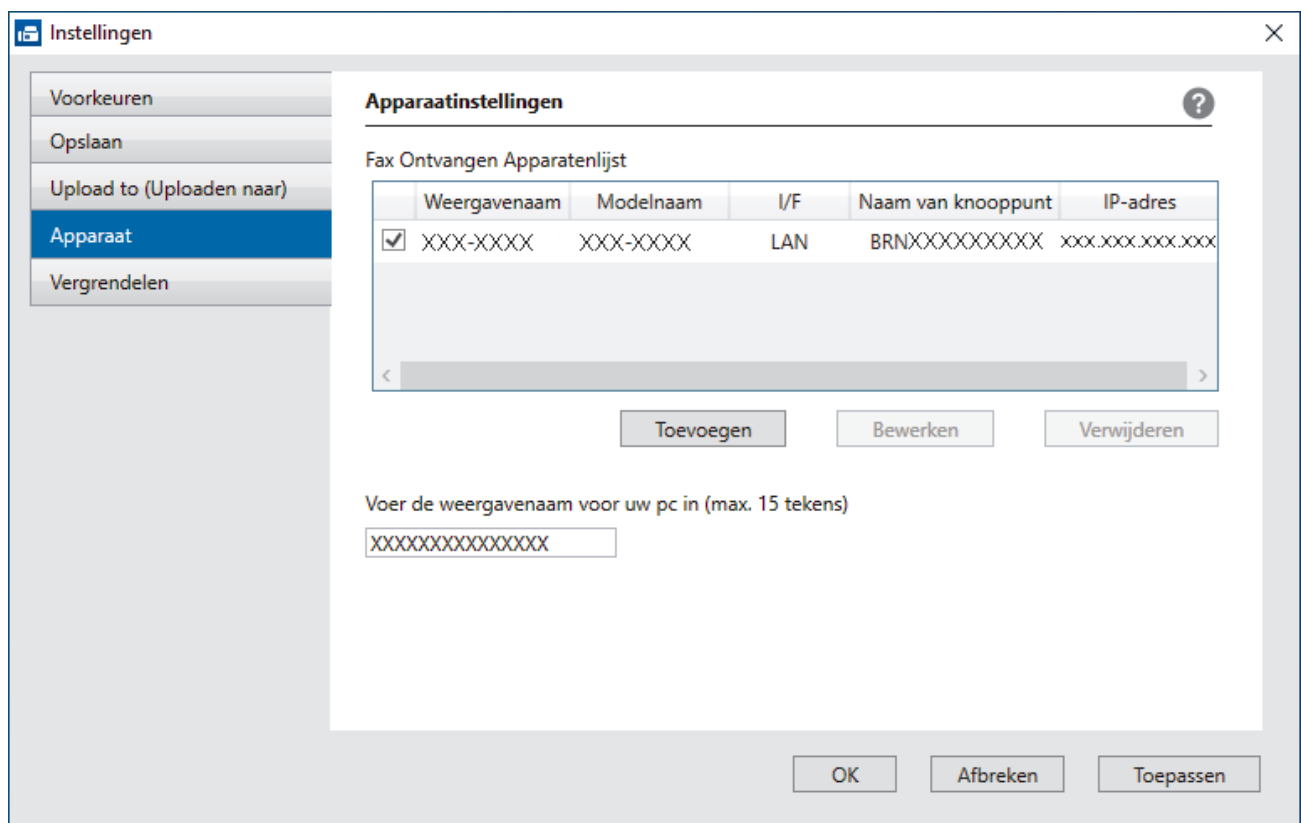 Instellingen
Voorkeuren
Opslaan
Upload to (Uploaden naar)
Apparaat
Vergrendelen
Apparaatinstellingen
?
Fax Ontvangen Apparatenlijst
Weergavenaam Modelnaam I/F Naam van knooppunt IP-adres
XXX-XXXX XXX-XXXX LAN BRNXXXXXXXXX xxx.xxx.xxx.xxx
Toevoegen Bewerken Verwijderen
Voer de weergavenaam voor uw pc in (max. 15 tekens)
XXXXXXXXXXXXXXX
OK Afbreken Toepassen